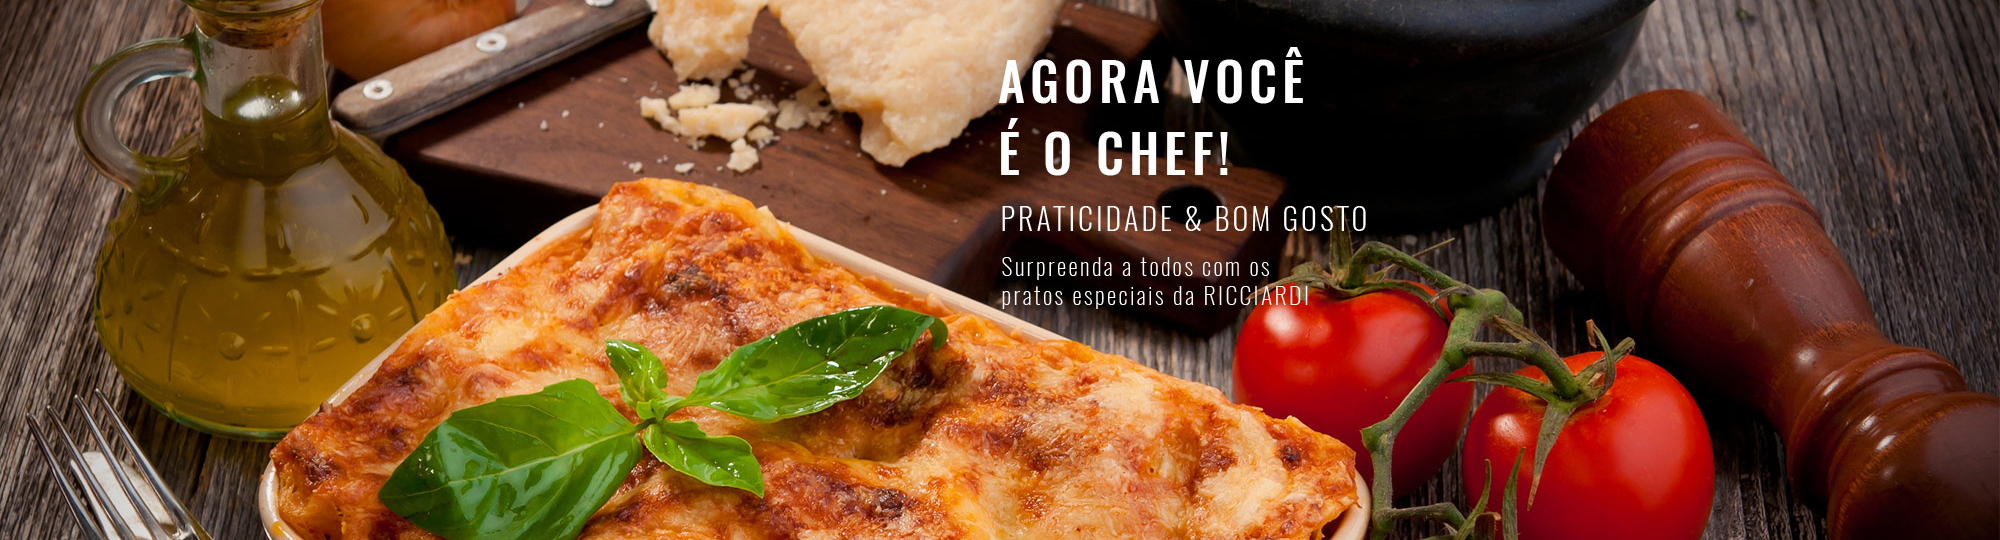 AGORA VOCÊ
É O CHEF!
PRATICIDADE & BOM GOSTO
Surpreenda a todos com os
pratos especiais da RICCIARDI